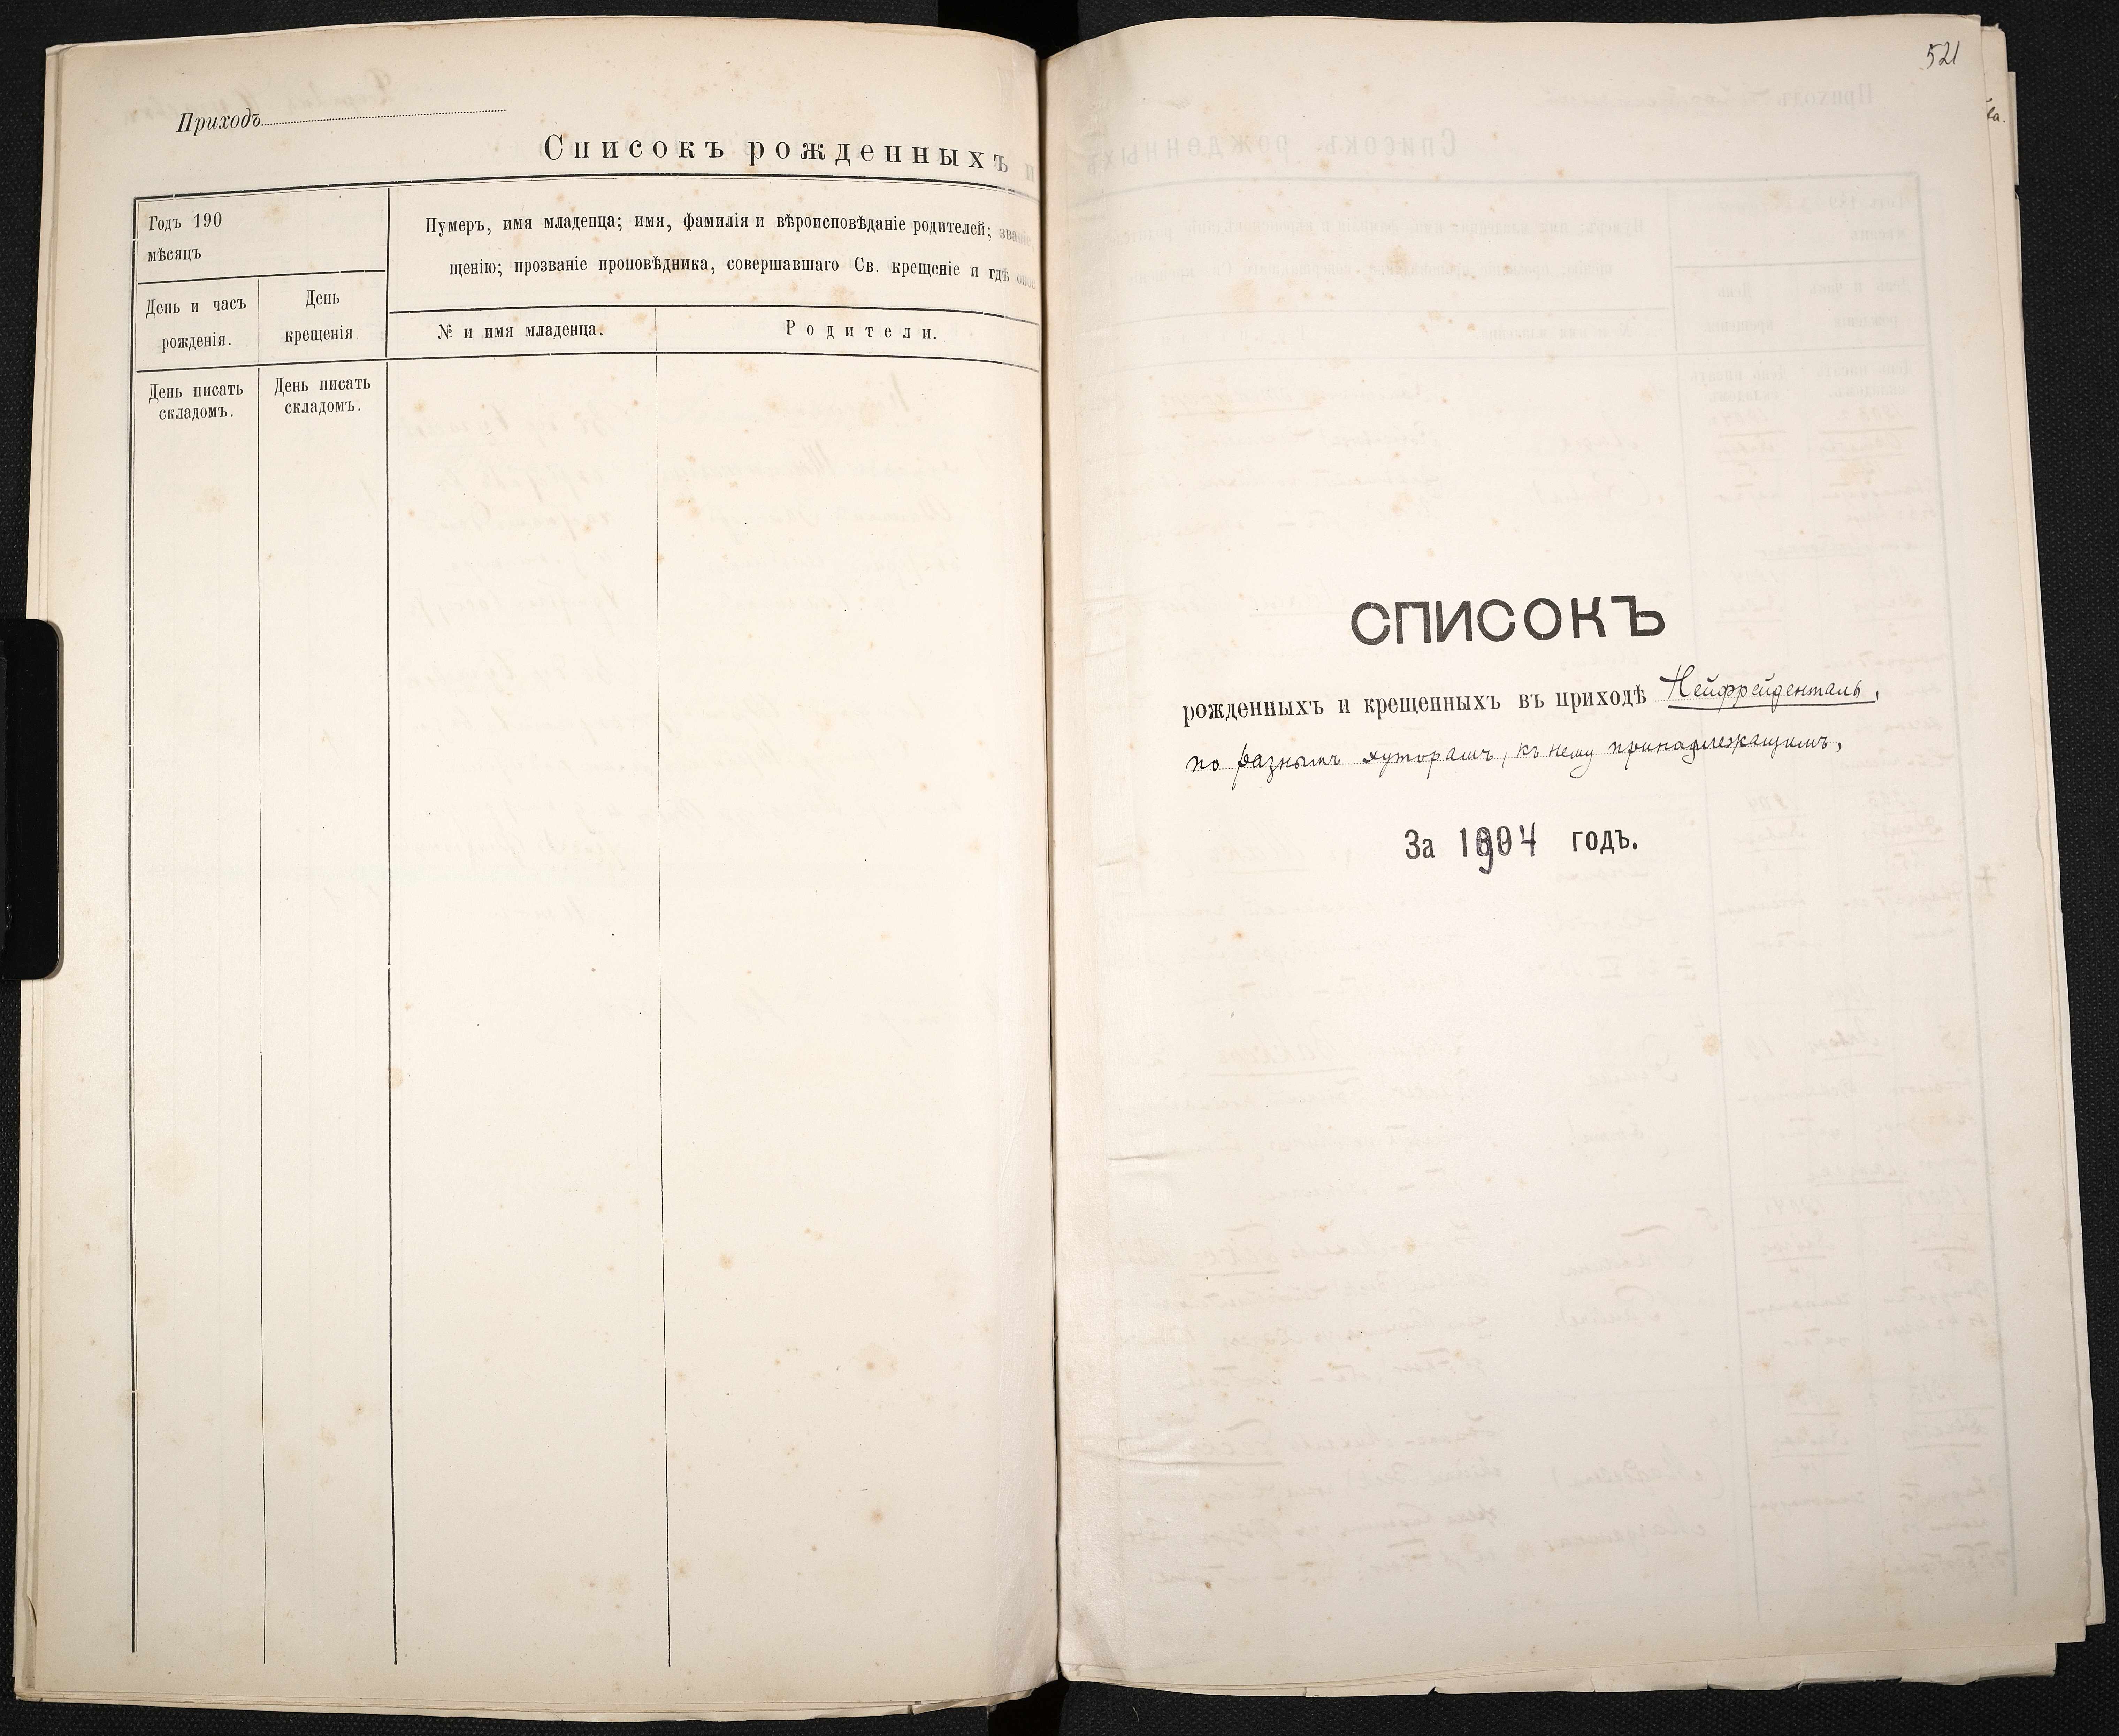 Приходъ
Списокъ рожденныхъ и
Годъ 190
мѣсяцъ
Нумеръ, имя младенца; имя, фамилія и вѣроисповѣданіе родителей; званіе,
щенію; прозваніе проповѣдника, совершавшаго Св. крещеніе и гдѣ
День и часъ
рожденія.
День
крещенія.
№ и имя младенца.
Родители.
День писать
складомъ.
День писать
складомъ.
521
СПИСОКЪ
рожденныхъ и крещенныхъ въ приходѣ Нейфрейденталь,
по разнымъ хуторамъ, къ нему принадлежащимъ,
За 1904 годъ.